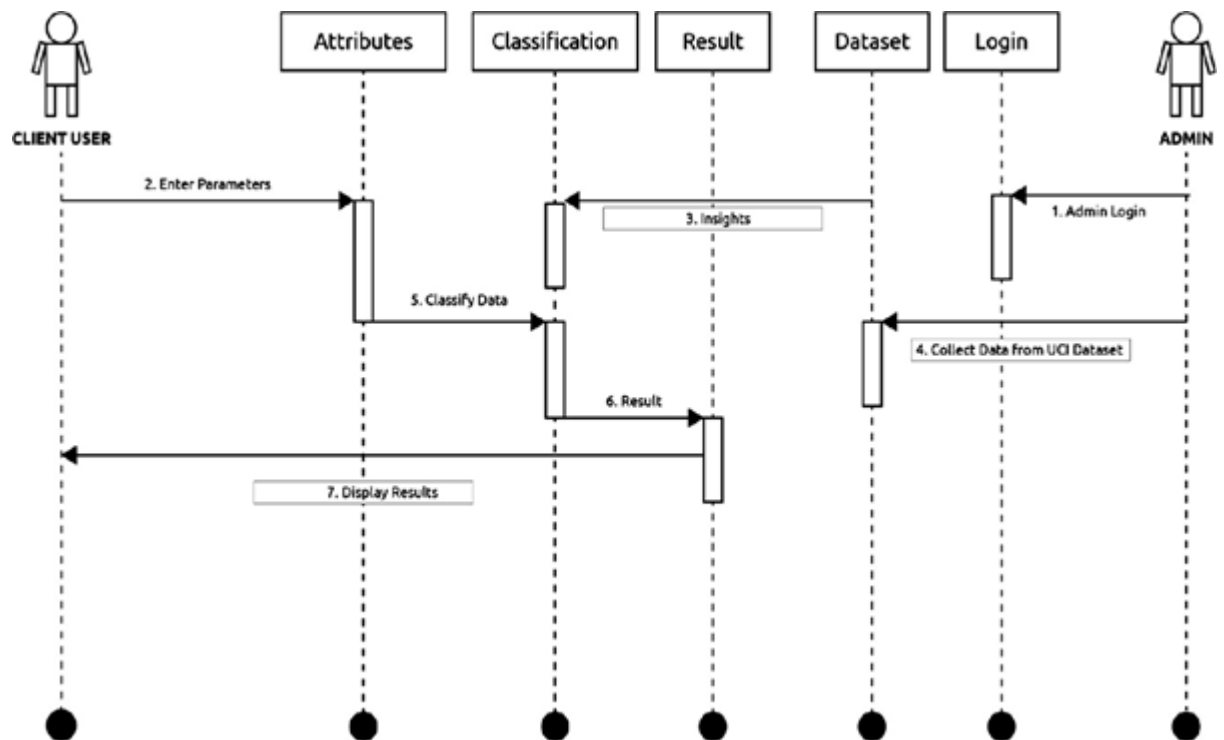 Attributes
Classification
Result
Dataset
Login
CLIENT USER
ADMIN
2. Enter Parameters
3. Insights
1. Admin Login
5. Classify Data
4. Collect Data from UCI Dataset
6. Result
7. Display Results